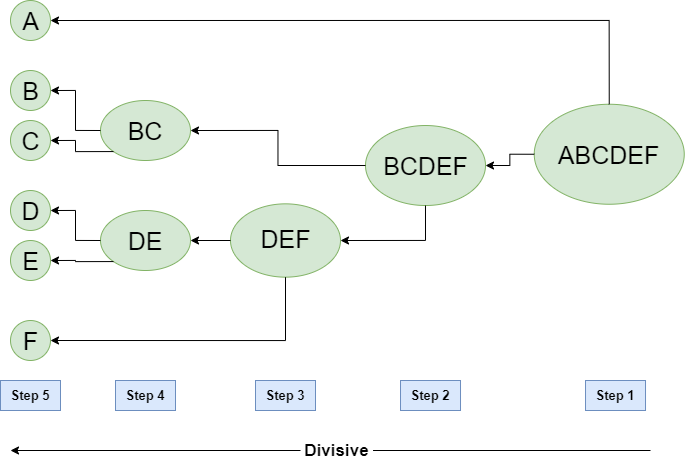 A
B
BC
C
BCDEF
ABCDEF
D
DE
DEF
E
F
Step 5
Step 4
Step 3
Step 2
Step 1
Divisive